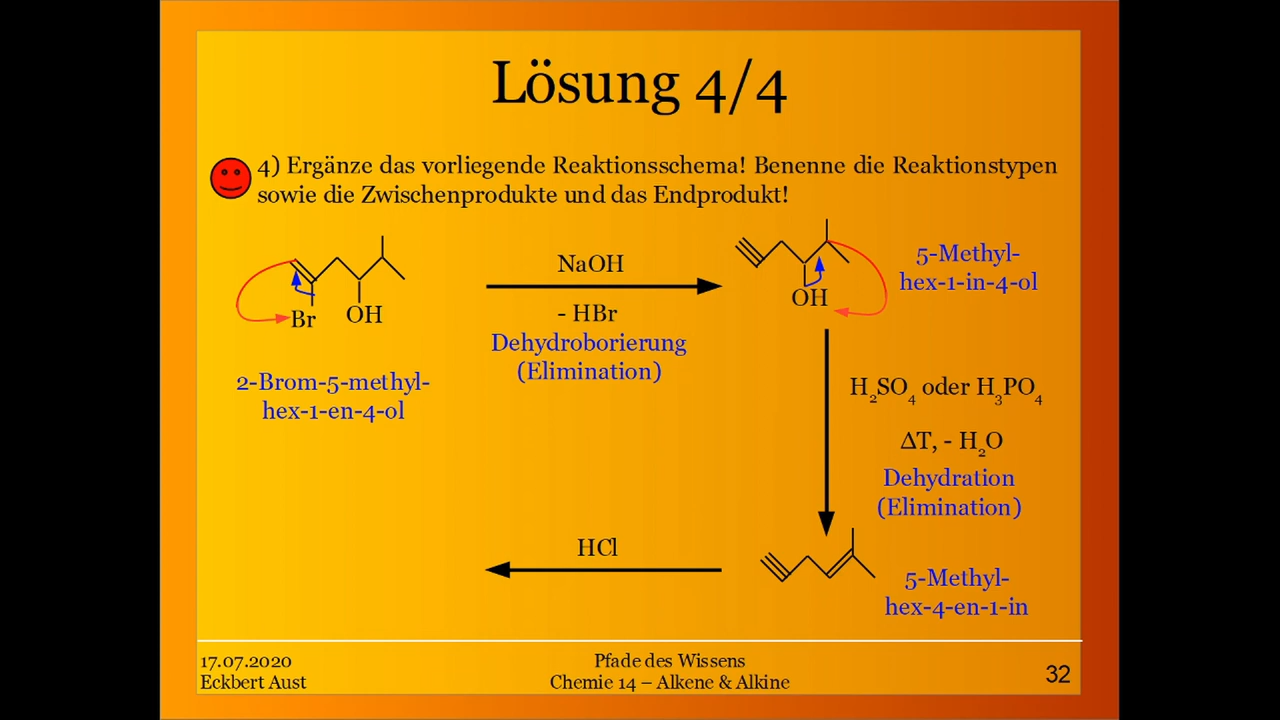 Lösung 4/4
4) Ergänze das vorliegende Reaktionsschema! Benenne die Reaktionstypen
sowie die Zwischenprodukte und das Endprodukt!
Br
OH
2-Brom-5-methyl-
hex-1-en-4-ol
NaOH
- HBr
Dehydroborierung
(Elimination)
OH
5-Methyl-
hex-1-in-4-ol
H₂SO₄ oder H₃PO₄
ΔT, - H₂O
Dehydration
(Elimination)
HCl
5-Methyl-
hex-4-en-1-in
17.07.2020
Eckbert Aust
Pfade des Wissens
Chemie 14 – Alkene & Alkine
32